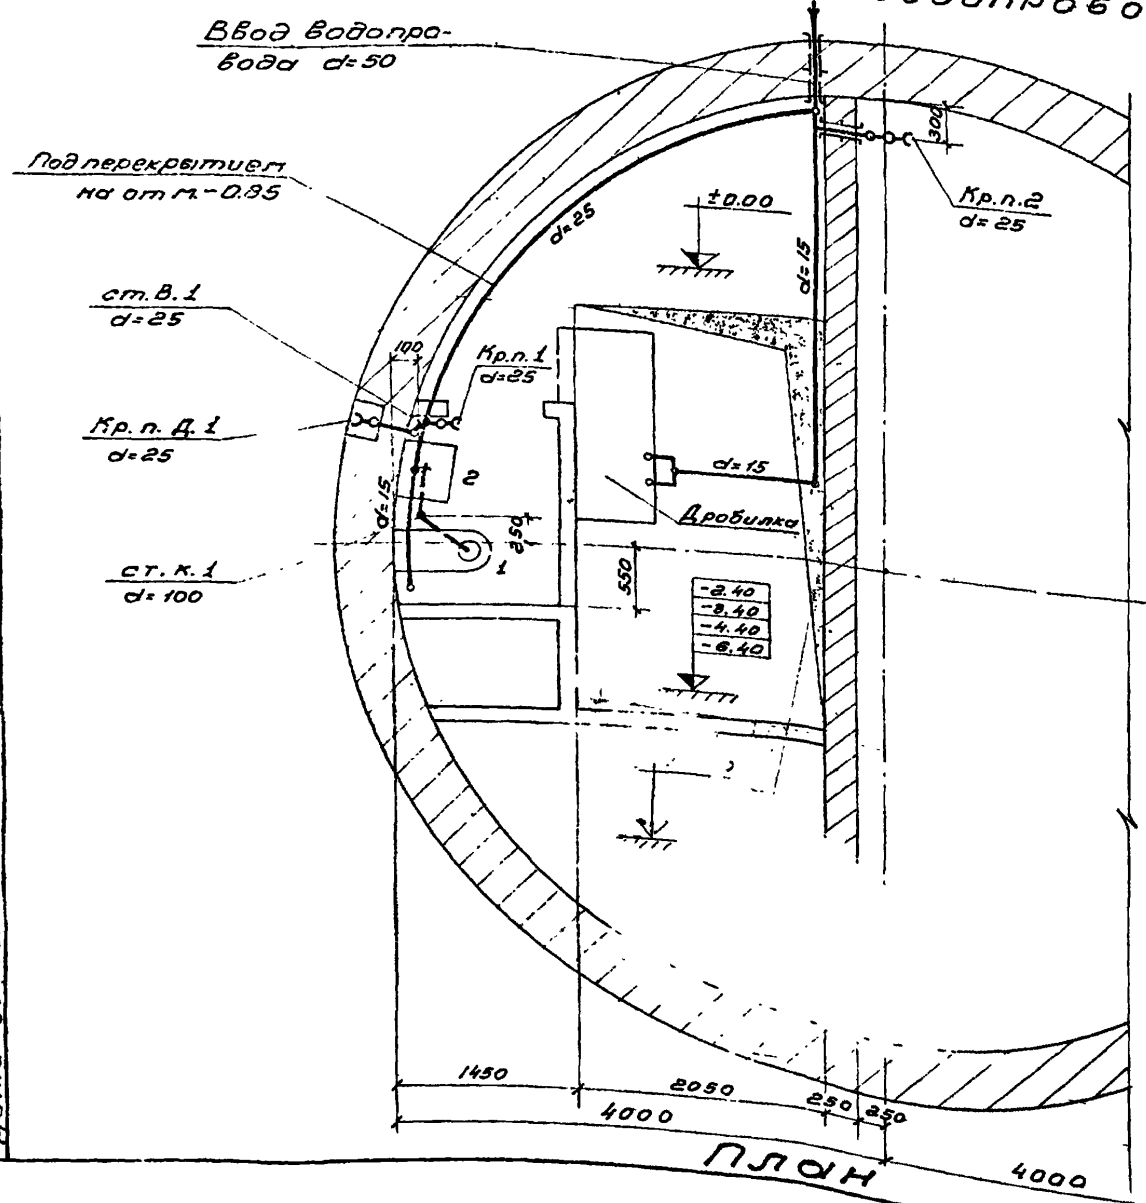 Ввод водопро-
вода d=50
Под перекрытием
на отм.-0.85
ст.В.1
d=25
Кр.п.Д.1
d=25
ст.К.1
d=100
d=25
±0.00
d=15
300
Кр.п.2
d=25
100
Кр.п.1
d=25
2
d=15
d=15
Дробилка
250
1
550
-2.40
-3.40
-4.40
-6.40
1450
2050
250
250
4000
План
4000